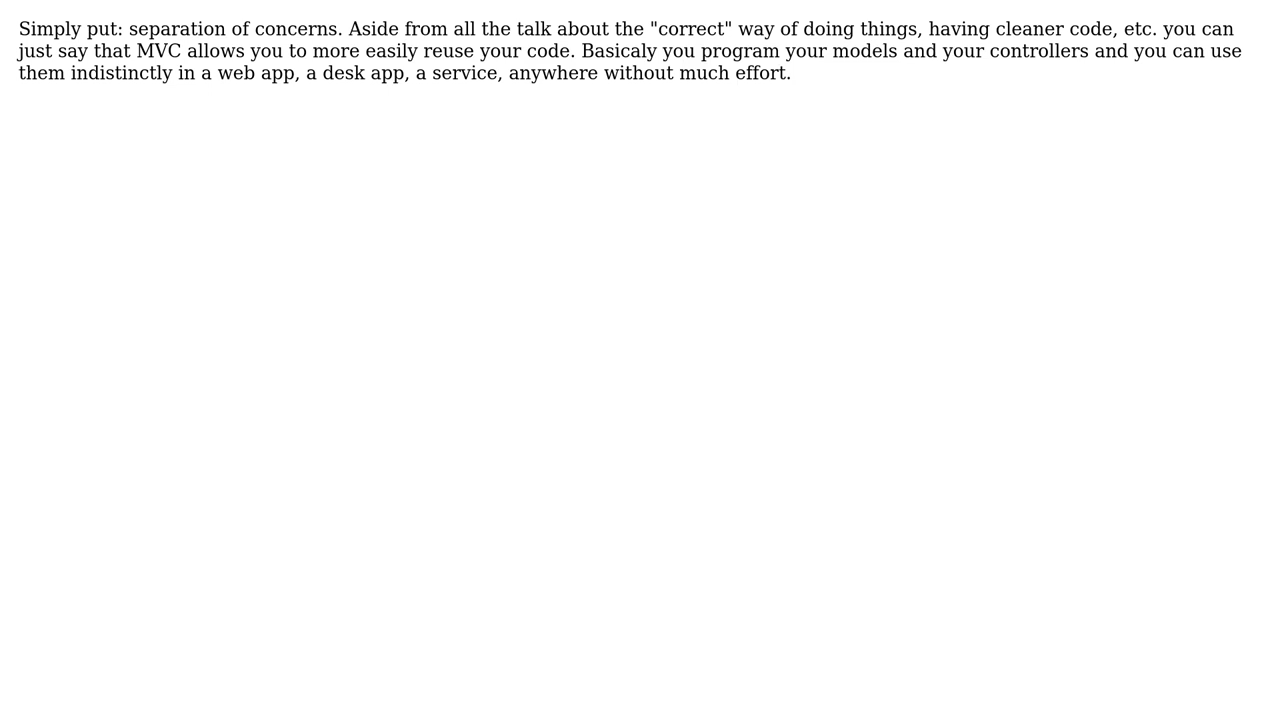 Simply put: separation of concerns. Aside from all the talk about the "correct" way of doing things, having cleaner code, etc. you can
just say that MVC allows you to more easily reuse your code. Basicaly you program your models and your controllers and you can use
them indistinctly in a web app, a desk app, a service, anywhere without much effort.